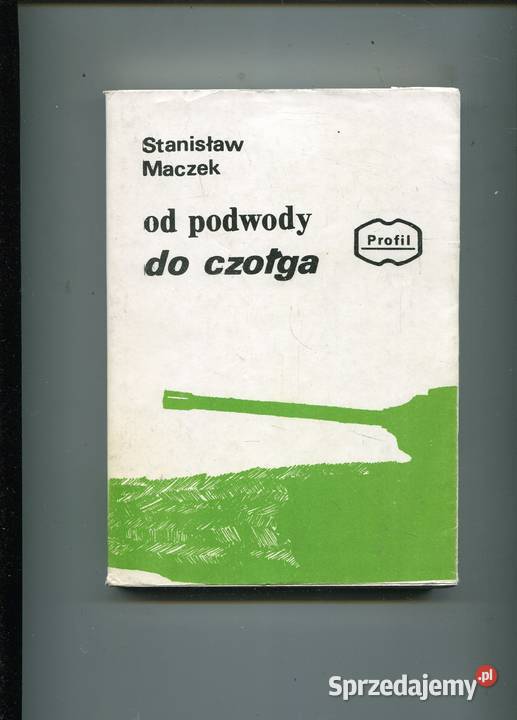 Stanisław
Maczek
od podwody
do czołga
Profil
Sprzedajemy.pl